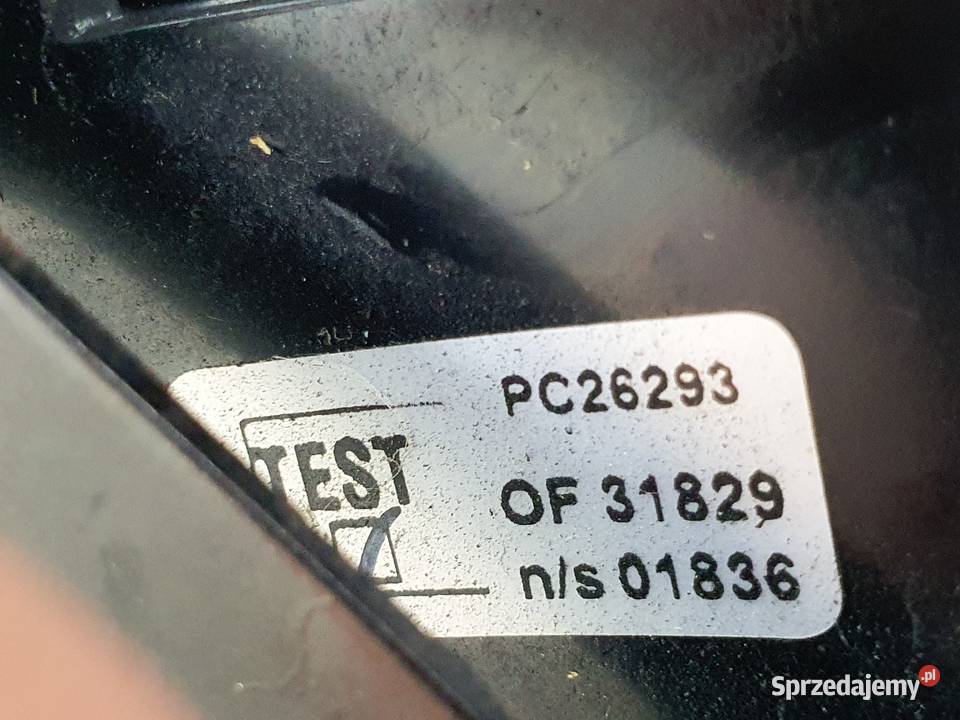 PC26293
TEST
OF 31829
n/s 01836
Sprzedajemy.pl